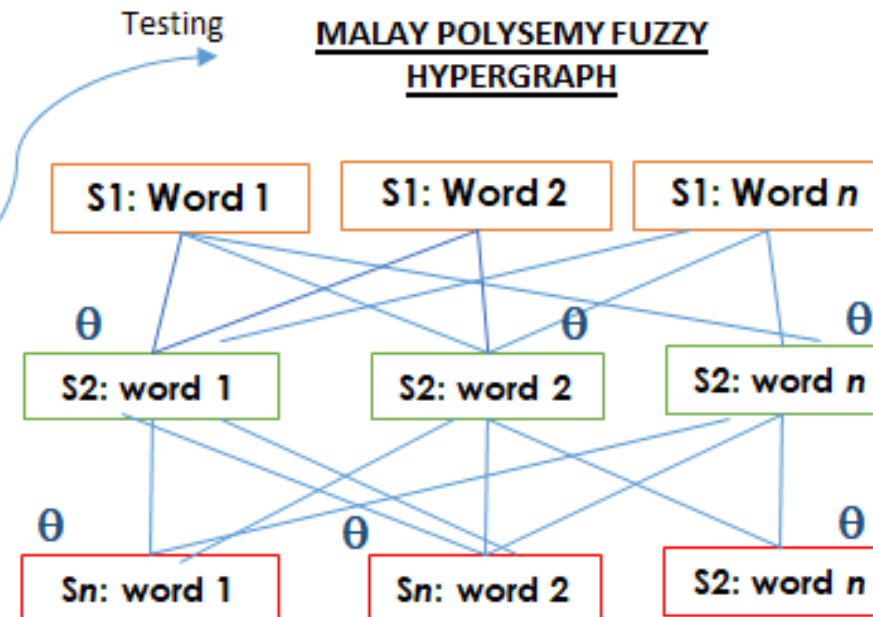 Testing
MALAY POLYSEMY FUZZY
HYPERGRAPH
S1: Word 1
S1: Word 2
S1: Word n
θ
θ
θ
S2: word 1
S2: word 2
S2: word n
θ
θ
θ
Sn: word 1
Sn: word 2
S2: word n